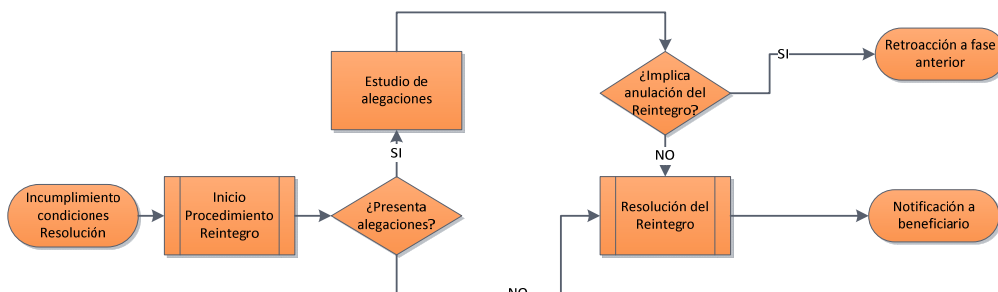 Estudio de
alegaciones
¿Implica
anulación del
Reintegro?
SI
Retroacción a fase
anterior
SI
NO
Incumplimiento
condiciones
Resolución
Inicio
Procedimiento
Reintegro
¿Presenta
alegaciones?
Resolución del
Reintegro
Notificación a
beneficiario
NO